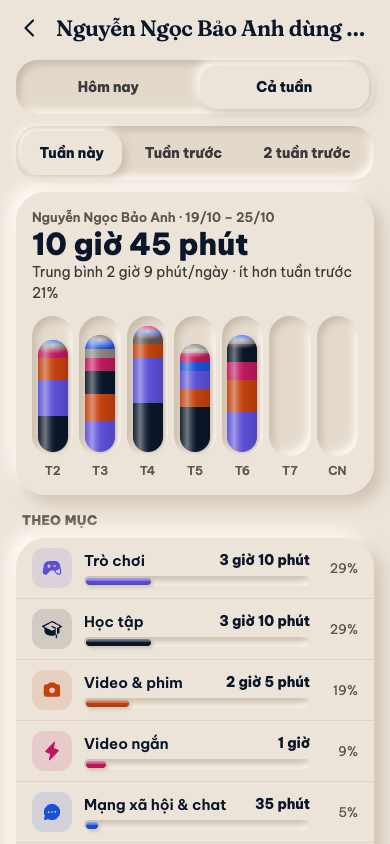 Nguyễn Ngọc Bảo Anh dùng ...
Hôm nay
Cả tuần
Tuần này
Tuần trước
2 tuần trước
Nguyễn Ngọc Bảo Anh · 19/10 – 25/10
10 giờ 45 phút
Trung bình 2 giờ 9 phút/ngày · ít hơn tuần trước
21%
T2 T3 T4 T5 T6 T7 CN
THEO MỤC
Trò chơi 3 giờ 10 phút 29%
Học tập 3 giờ 10 phút 29%
Video & phim 2 giờ 5 phút 19%
Video ngắn 1 giờ 9%
Mạng xã hội & chat 35 phút 5%